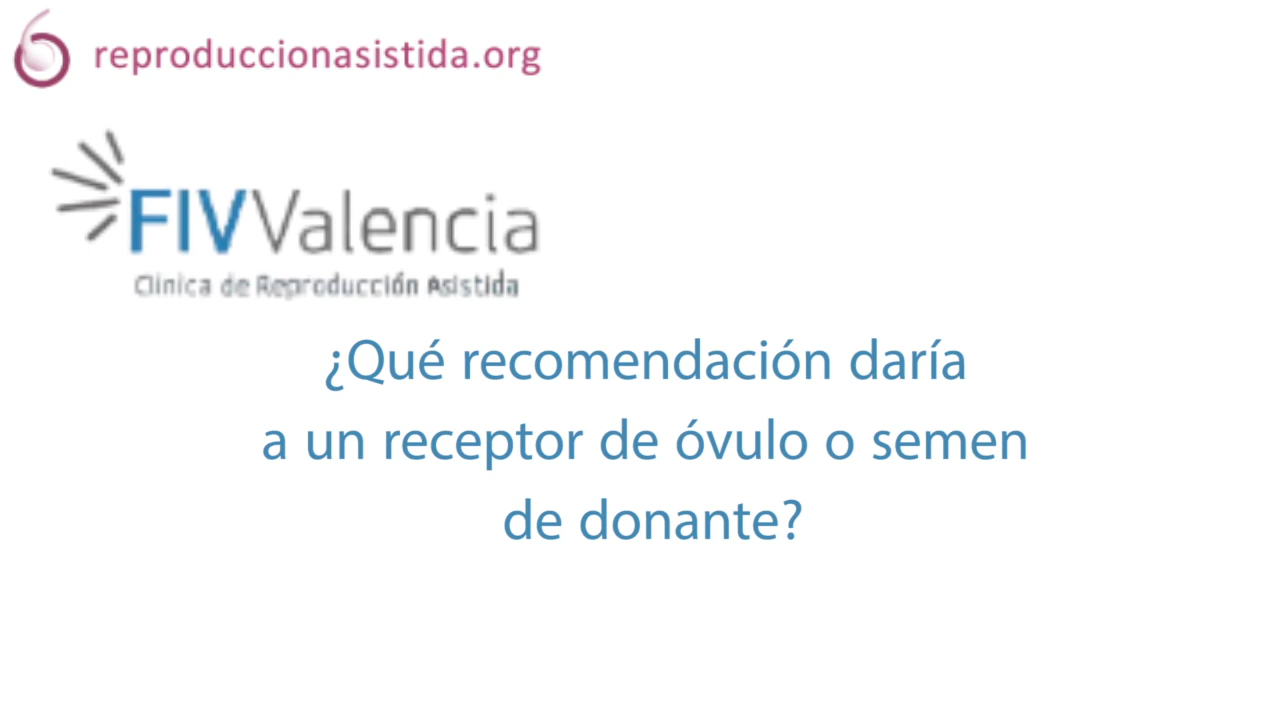 reproduccionasistida.org
FIVValencia
Clínica de Reproducción Asistida
¿Qué recomendación daría
a un receptor de óvulo o semen
de donante?